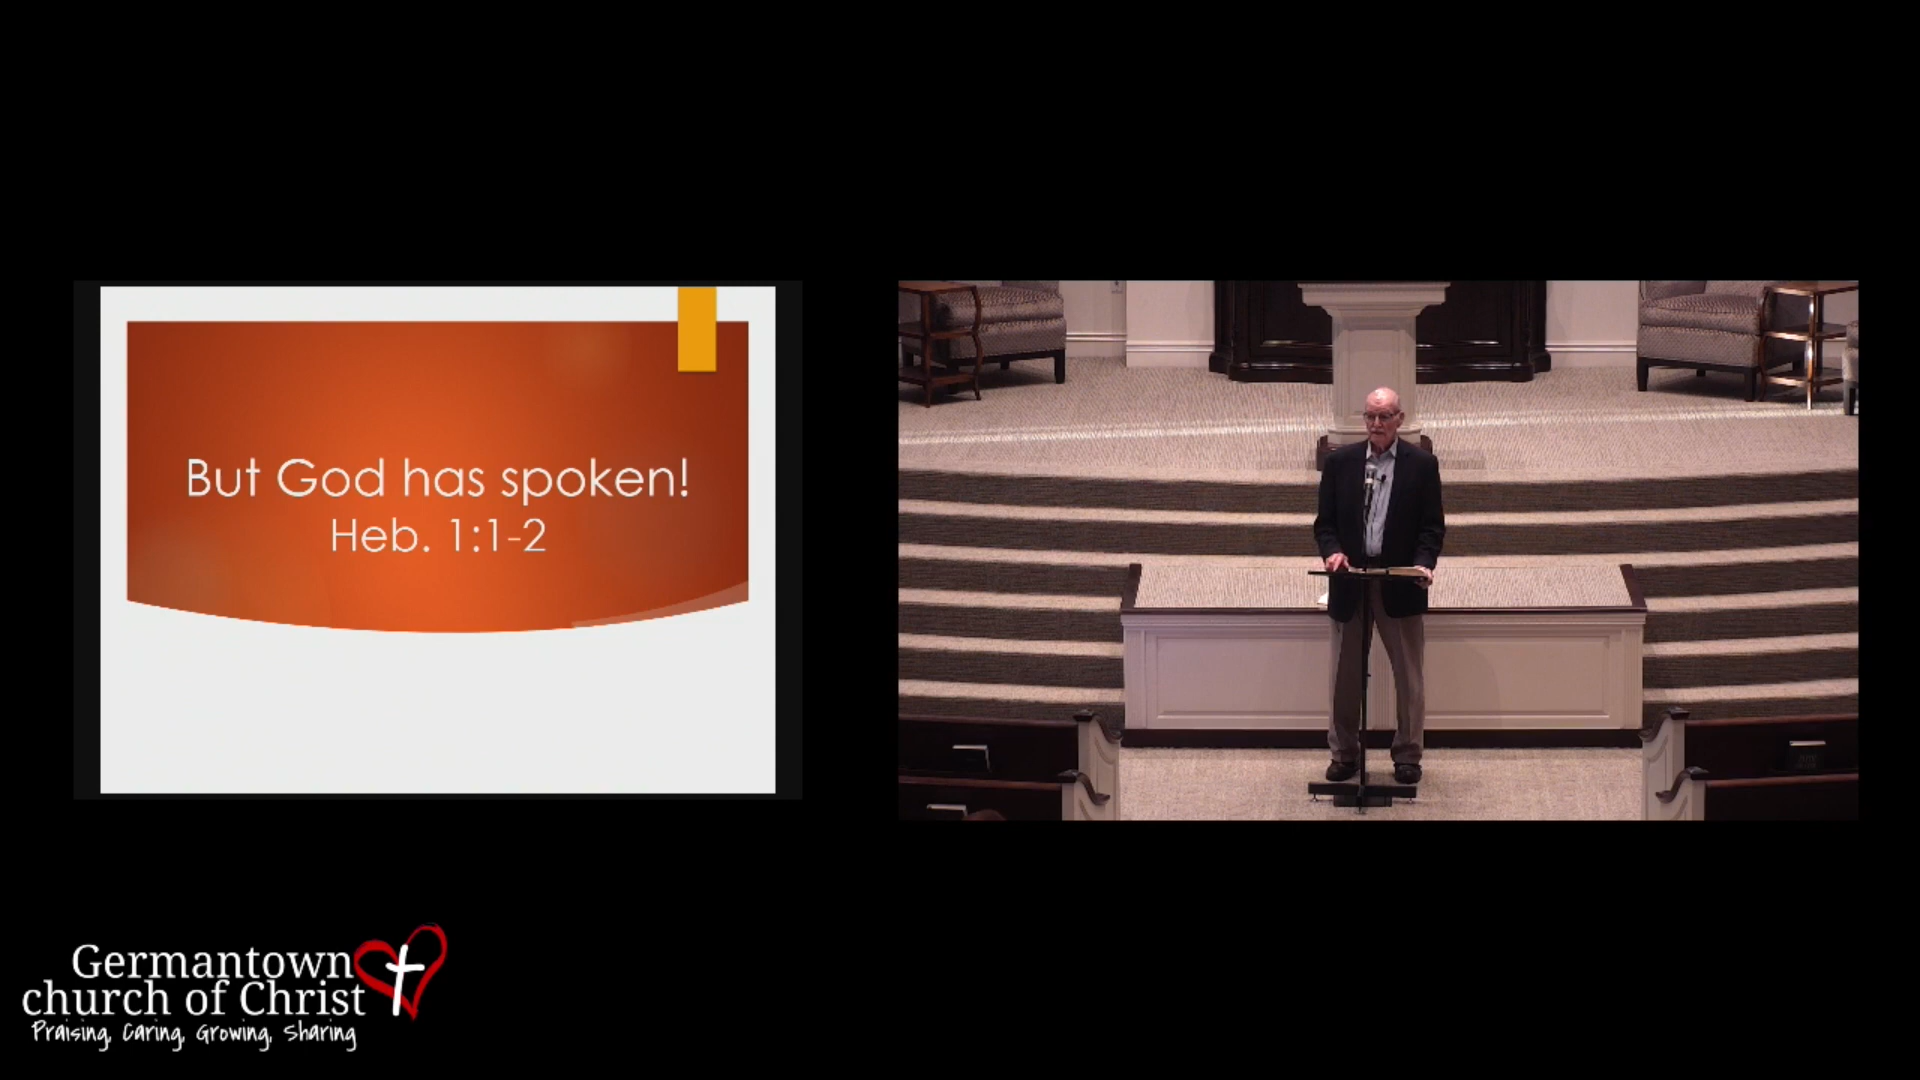 But God has spoken!
Heb. 1:1-2
Germantown
church of Christ
Praising, Caring, Growing, Sharing